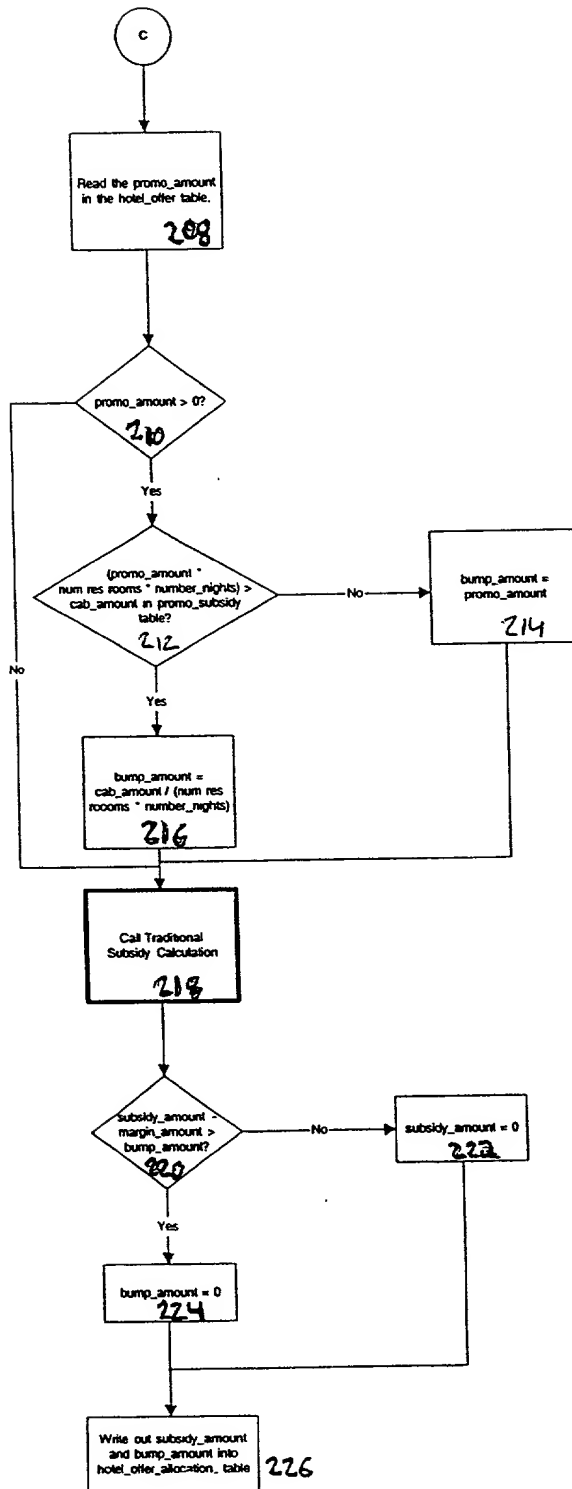 C
Read the promo_amount
in the hotel_offer table.
208
promo_amount > 0?
210
Yes
(promo_amount *
num res rooms * number_nights) >
cab_amount in promo_subsidy
table?
212
No
bump_amount =
promo_amount
214
No
Yes
bump_amount =
cab_amount / (num res
roooms * number_nights)
216
Call Traditional
Subsidy Calculation
218
subsidy_amount -
margin_amount >
bump_amount?
220
No
subsidy_amount = 0
222
Yes
bump_amount = 0
224
Write out subsidy_amount
and bump_amount into
hotel_offer_allocation_ table
226